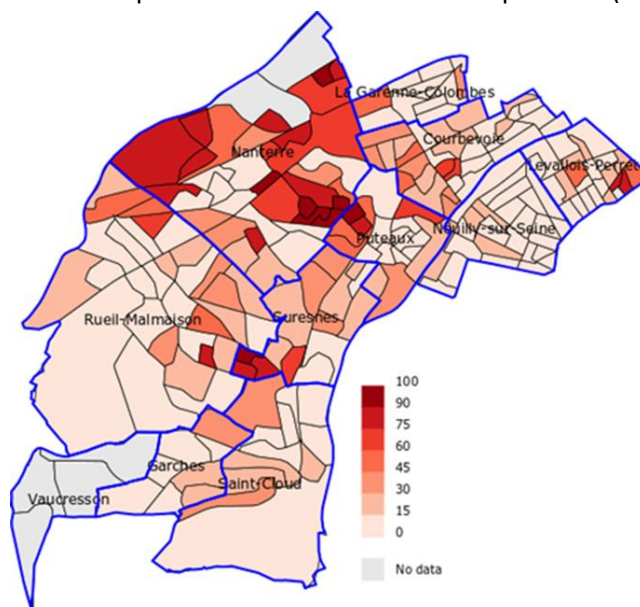 La Garenne-Colombes
Courbevoie
Nanterre
Levallois-Perret
Neuilly-sur-Seine
Puteaux
Rueil-Malmaison
Suresnes
100
90
75
60
45
30
15
0
Garches
Saint-Cloud
Vaucresson
No data